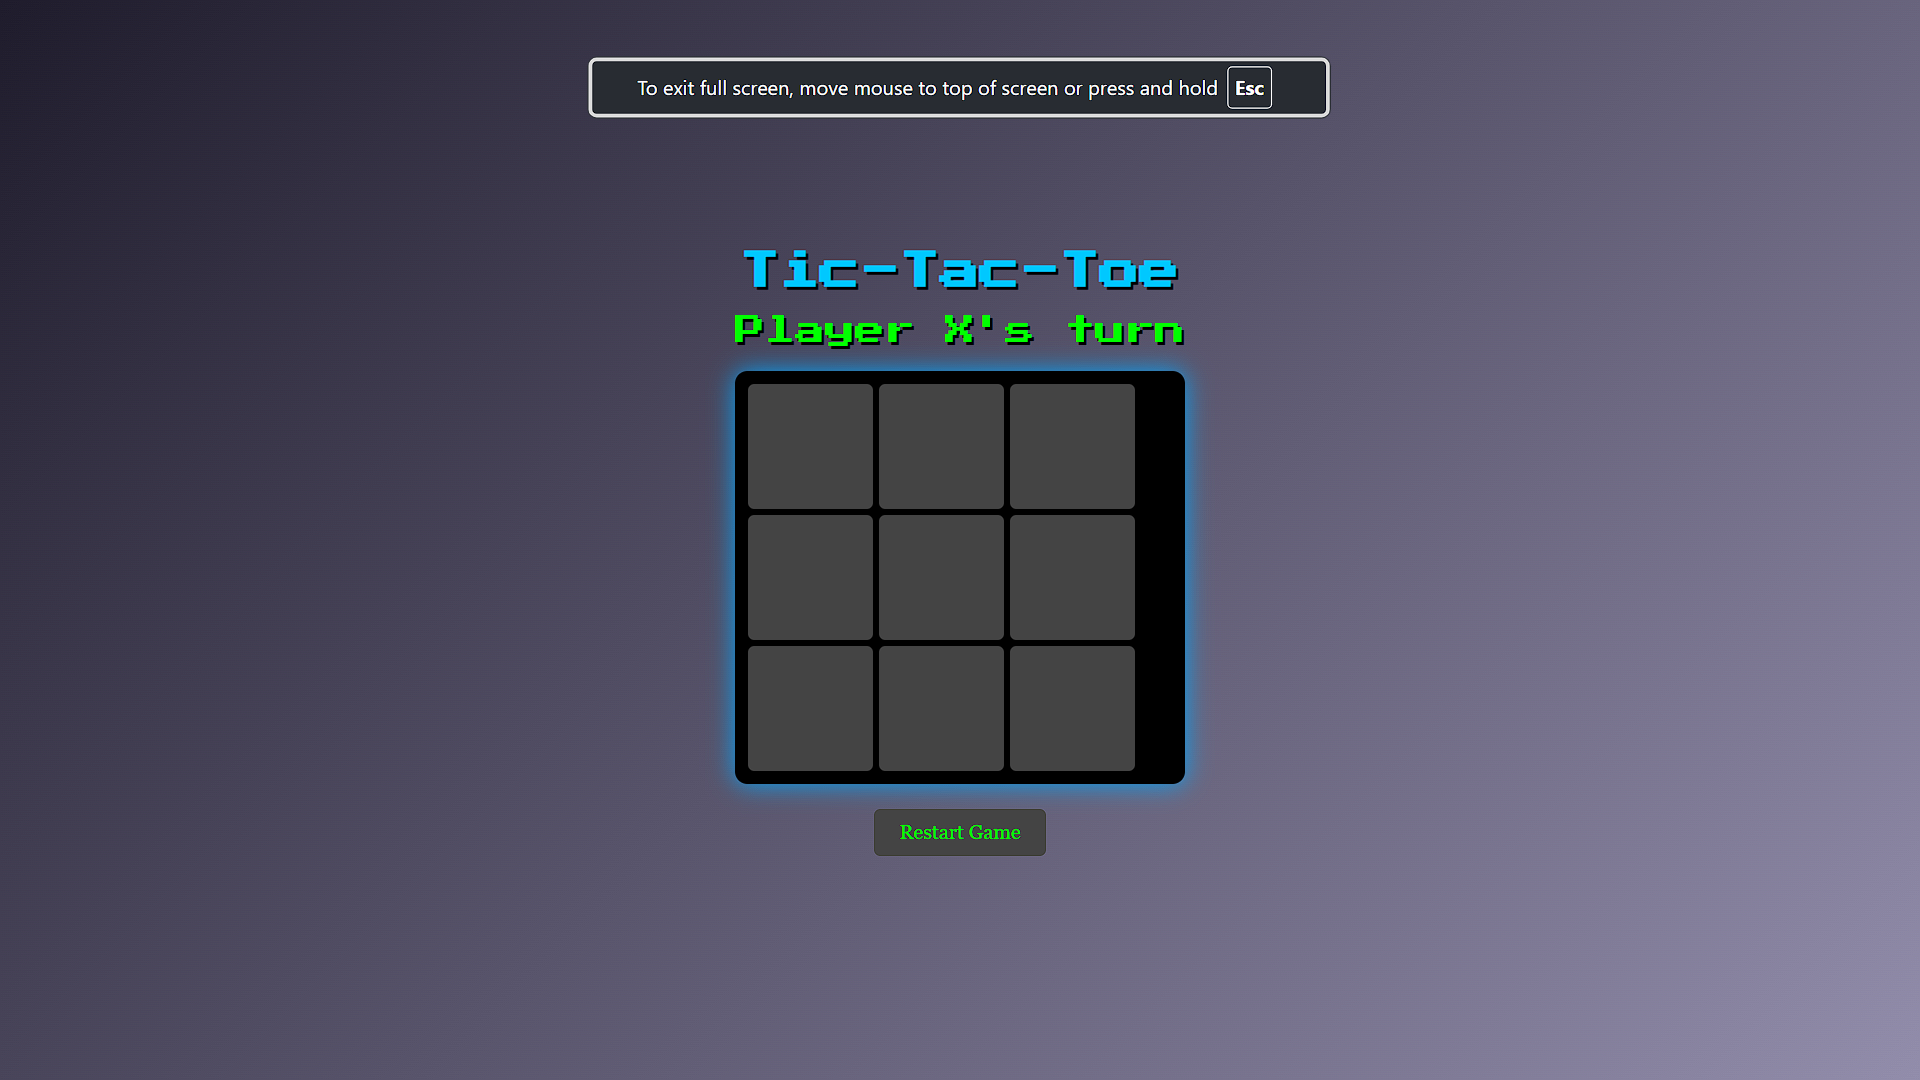 To exit full screen, move mouse to top of screen or press and hold Esc
Tic-Tac-Toe
Player X's turn
Restart Game